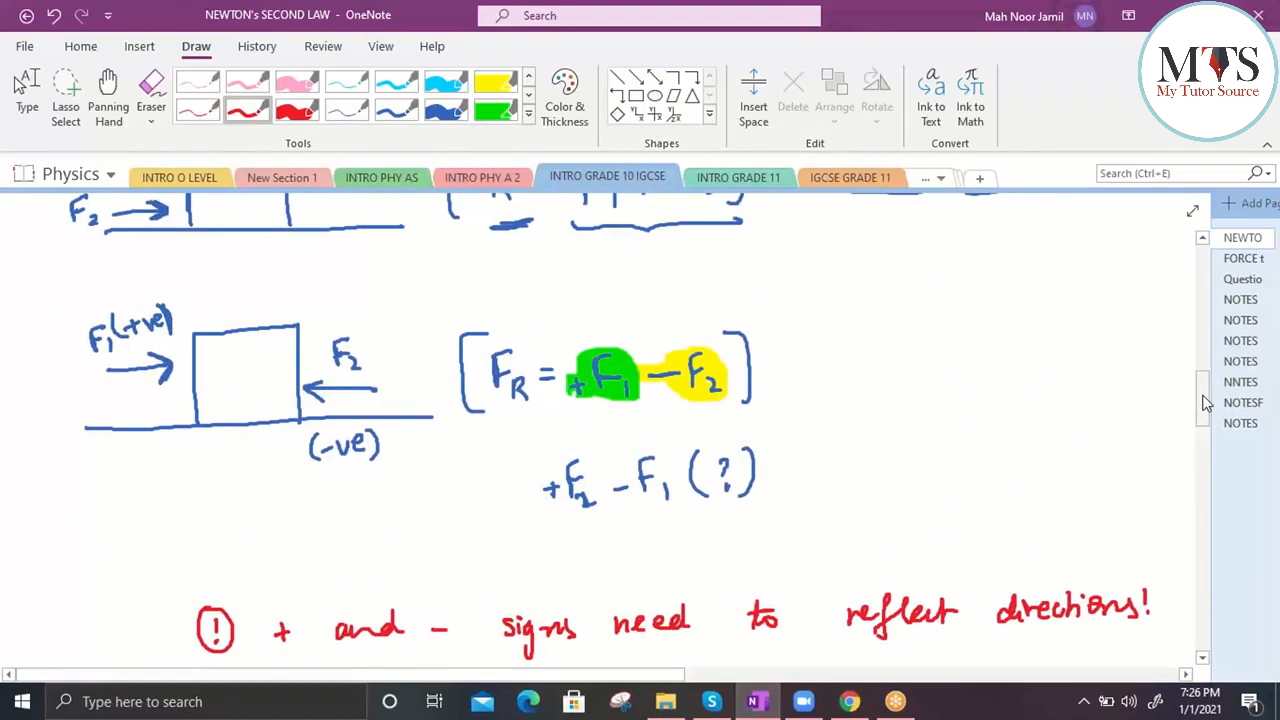 NEWTON's SECOND LAW - OneNote
Search
Mah Noor Jamil
MN
File Home Insert Draw History Review View Help
MTS
My Tutor Source
Type
Lasso Select
Panning Hand
Eraser
Color & Thickness
Insert Space
Delete
Arrange
Rotate
Ink to Text
Ink to Math
Tools
Shapes
Edit
Convert
Physics
INTRO O LEVEL
New Section 1
INTRO PHY AS
INTRO PHY A 2
INTRO GRADE 10 IGCSE
INTRO GRADE 11
IGCSE GRADE 11
...
Search (Ctrl+E)
Add Pag
NEWTO
FORCE t
Questio
NOTES
NOTES
NOTES
NOTES
NNTES
NOTESF
NOTES
F₂
F₁(+ve)
F₂
(-ve)
[F_R = +F₁ - F₂]
+F₂ - F₁ (?)
! + and - signs need to reflect directions!
Type here to search
7:26 PM
1/1/2021